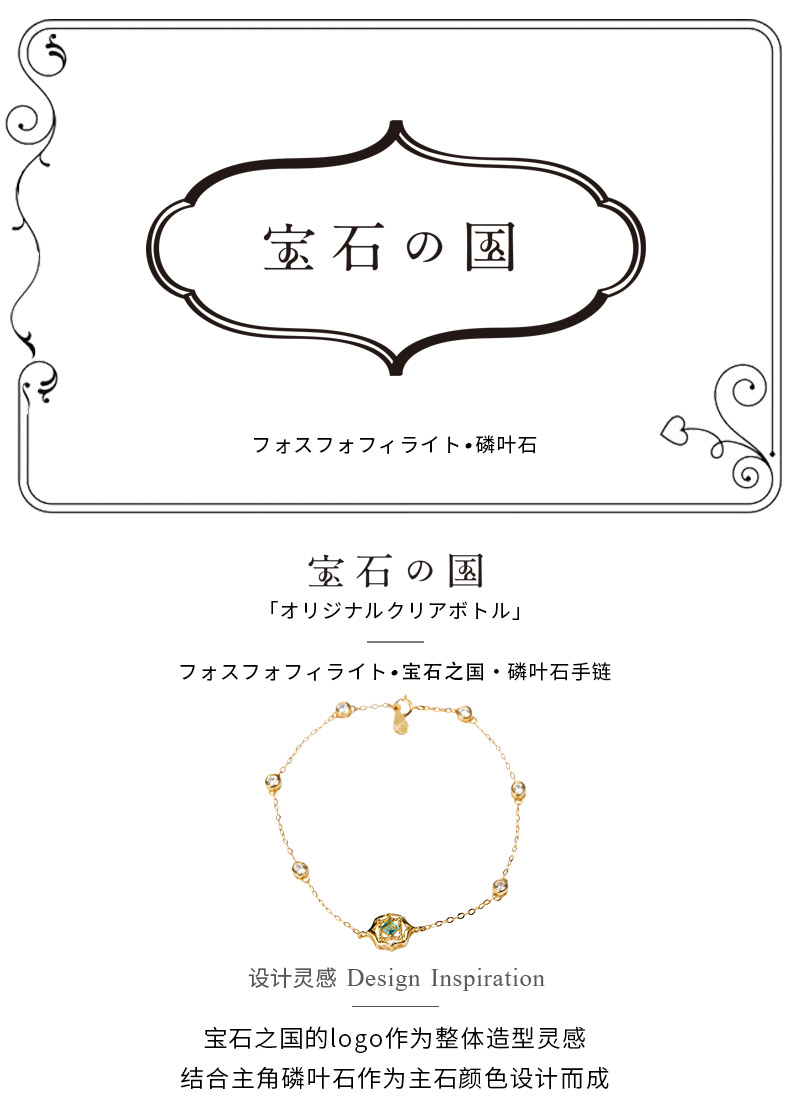 宝石の国
フォスフォフィライト•磷叶石
宝石の国
「オリジナルクリアボトル」
フォスフォフィライト•宝石之国・磷叶石手链
设计灵感 Design Inspiration
宝石之国的logo作为整体造型灵感
结合主角磷叶石作为主石颜色设计而成